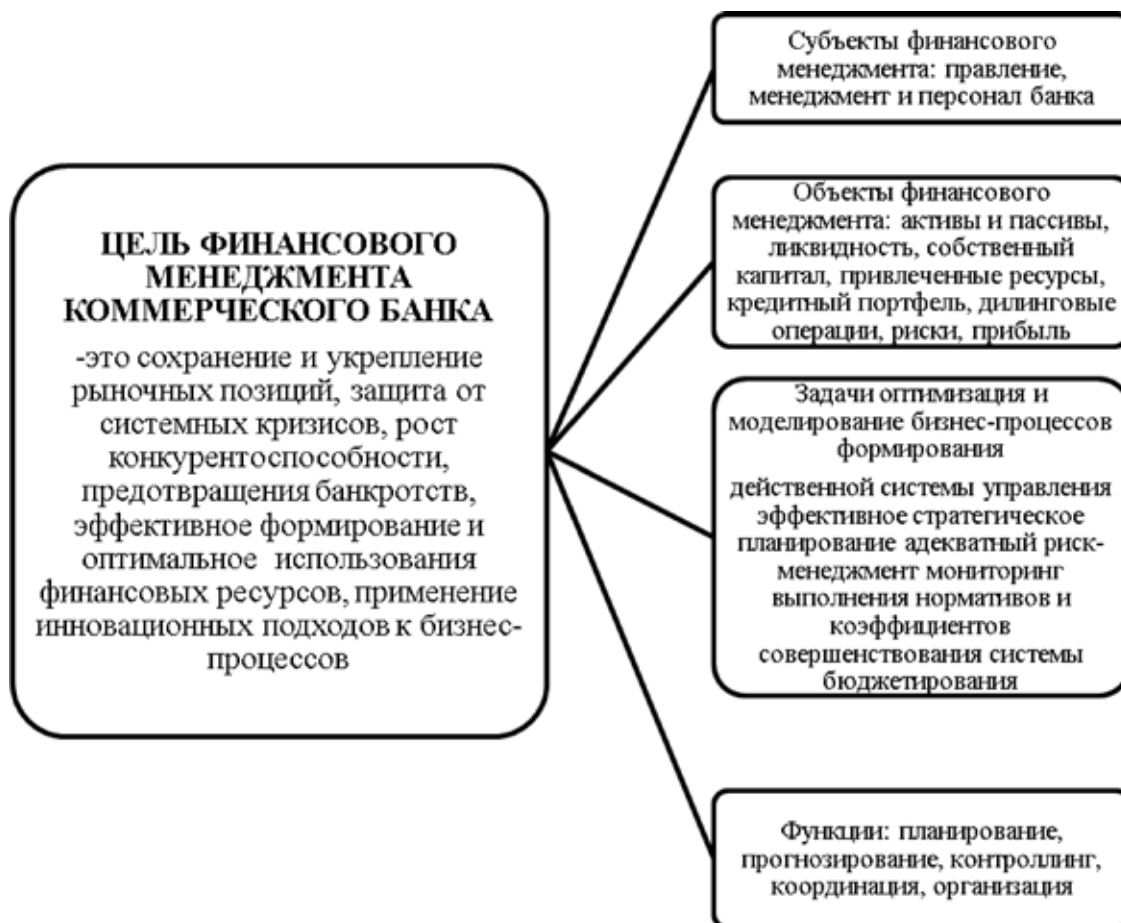 ЦЕЛЬ ФИНАНСОВОГО
МЕНЕДЖМЕНТА
КОММЕРЧЕСКОГО БАНКА
-это сохранение и укрепление
рыночных позиций, защита от
системных кризисов, рост
конкурентоспособности,
предотвращения банкротств,
эффективное формирование и
оптимальное использования
финансовых ресурсов, применение
инновационных подходов к бизнес-
процессов
Субъекты финансового
менеджмента: правление,
менеджмент и персонал банка
Объекты финансового
менеджмента: активы и пассивы,
ликвидность, собственный
капитал, привлеченные ресурсы,
кредитный портфель, дилинговые
операции, риски, прибыль
Задачи оптимизация и
моделирование бизнес-процессов
формирования
действенной системы управления
эффективное стратегическое
планирование адекватный риск-
менеджмент мониторинг
выполнения нормативов и
коэффициентов
совершенствования системы
бюджетирования
Функции: планирование,
прогнозирование, контроллинг,
координация, организация